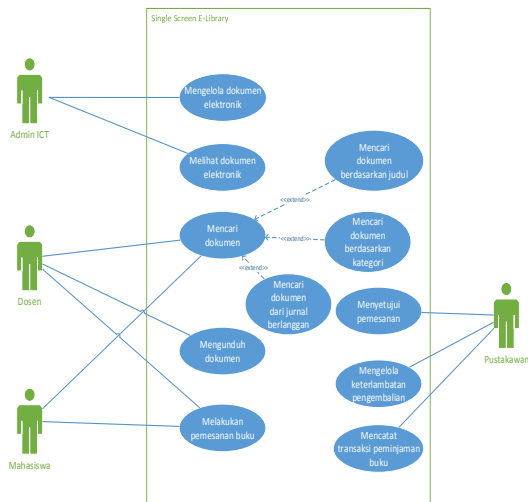 Single Screen E-Library
Mengelola dokumen
elektronik
Admin ICT
Melihat dokumen
elektronik
Mencari
dokumen
berdasarkan judul
<<extend>>
Mencari
dokumen
<<extend>>
Mencari
dokumen
berdasarkan
kategori
<<extend>>
Dosen
Mencari
dokumen
dari jurnal
berlanggan
Menyetujui
pemesanan
Mengunduh
dokumen
Pustakawan
Mengelola
keterlambatan
pengembalian
Melakukan
pemesanan buku
Mencatat
transaksi peminjaman
buku
Mahasiswa